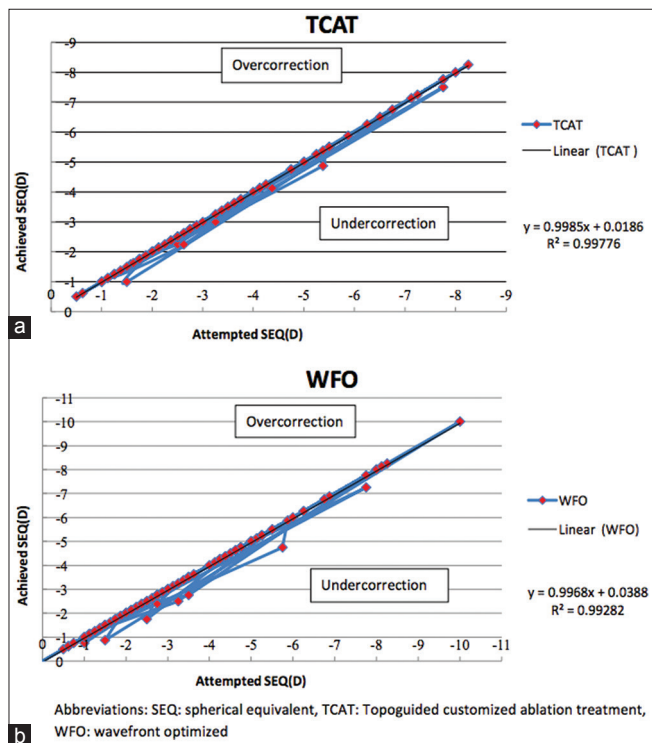 TCAT
-9
-8
-7
-6
-5
-4
-3
-2
-1
0
Achieved SEQ(D)
Overcorrection
Undercorrection
0 -1 -2 -3 -4 -5 -6 -7 -8 -9
Attempted SEQ(D)
TCAT
Linear (TCAT )
y = 0.9985x + 0.0186
R² = 0.99776
a
WFO
-11
-10
-9
-8
-7
-6
-5
-4
-3
-2
-1
0
Achieved SEQ(D)
Overcorrection
Undercorrection
0 -1 -2 -3 -4 -5 -6 -7 -8 -9 -10 -11
Attempted SEQ(D)
WFO
Linear (WFO)
y = 0.9968x + 0.0388
R² = 0.99282
Abbreviations: SEQ: spherical equivalent, TCAT: Topoguided customized ablation treatment,
WFO: wavefront optimized
b